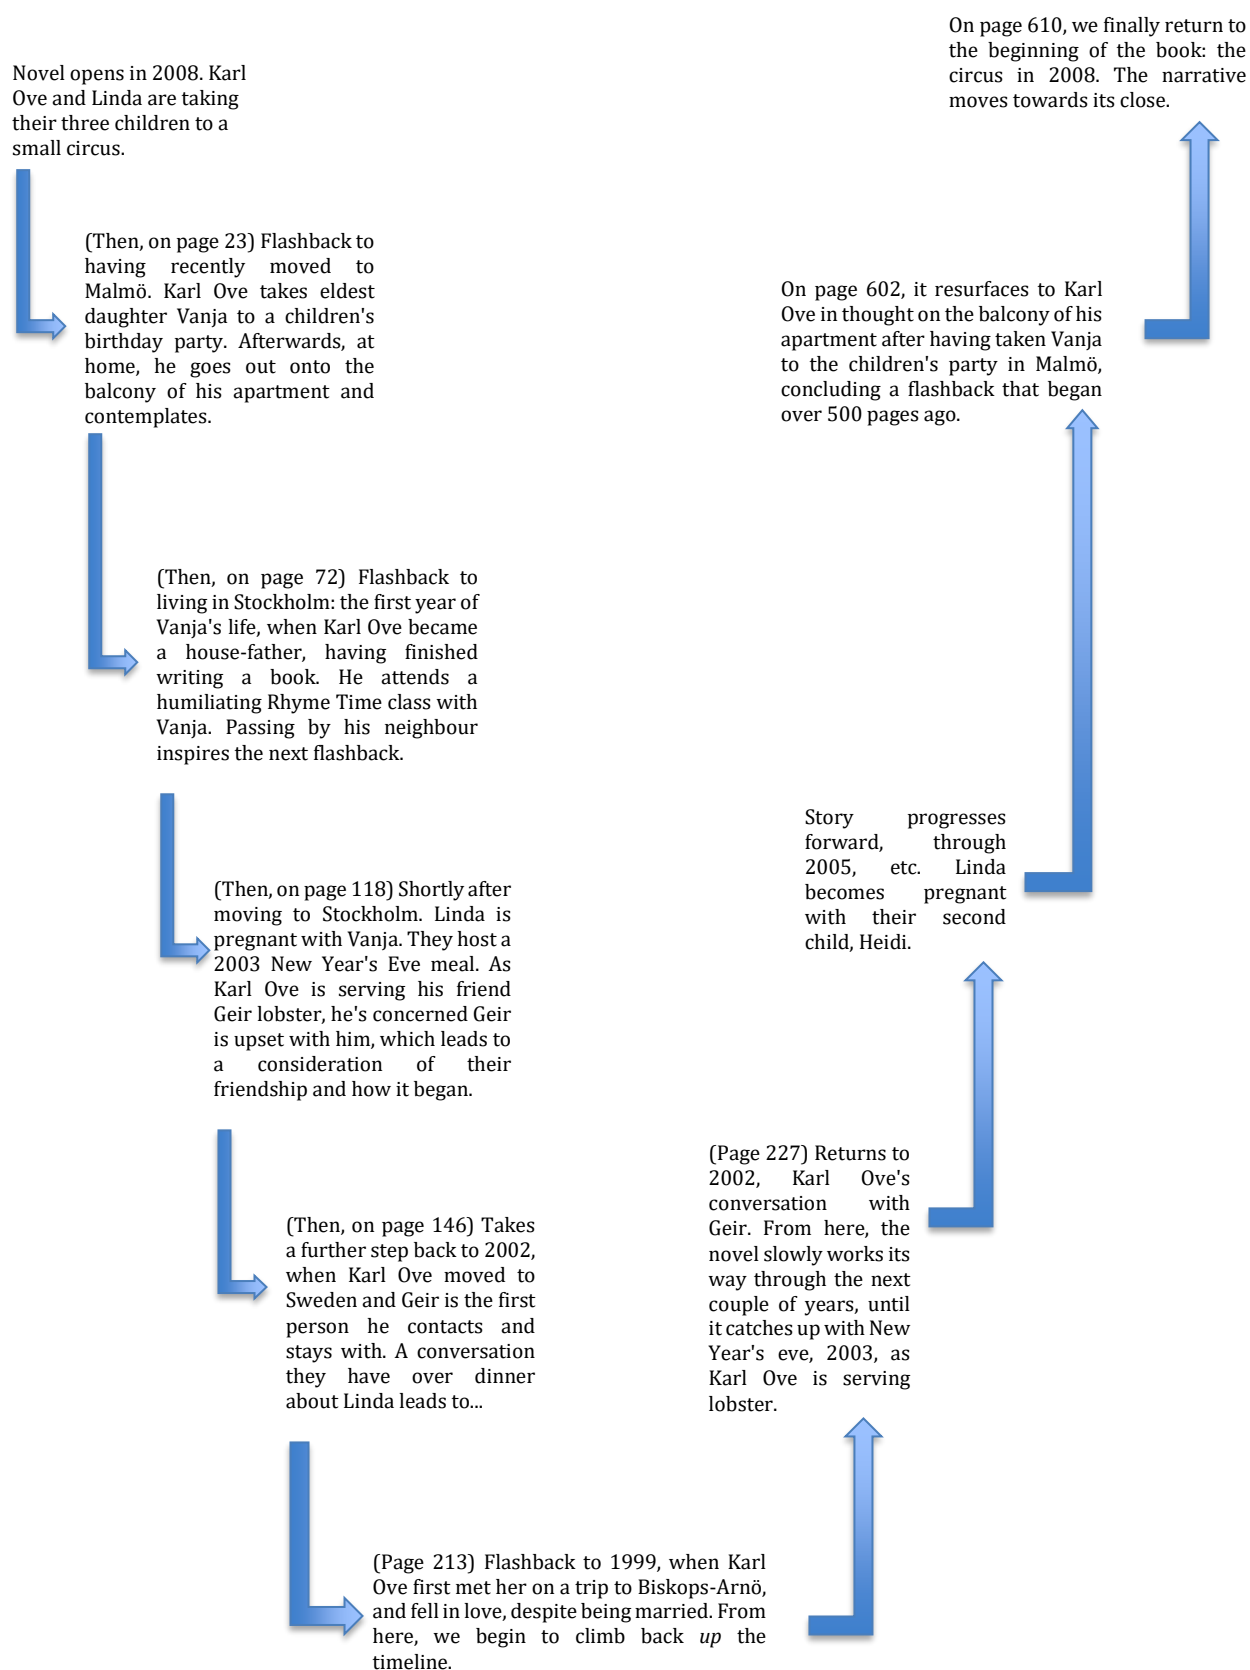 Novel opens in 2008. Karl
Ove and Linda are taking
their three children to a
small circus.
(Then, on page 23) Flashback to
having recently moved to
Malmö. Karl Ove takes eldest
daughter Vanja to a children's
birthday party. Afterwards, at
home, he goes out onto the
balcony of his apartment and
contemplates.
(Then, on page 72) Flashback to
living in Stockholm: the first year of
Vanja's life, when Karl Ove became
a house-father, having finished
writing a book. He attends a
humiliating Rhyme Time class with
Vanja. Passing by his neighbour
inspires the next flashback.
(Then, on page 118) Shortly after
moving to Stockholm. Linda is
pregnant with Vanja. They host a
2003 New Year's Eve meal. As
Karl Ove is serving his friend
Geir lobster, he's concerned Geir
is upset with him, which leads to
a consideration of their
friendship and how it began.
(Then, on page 146) Takes
a further step back to 2002,
when Karl Ove moved to
Sweden and Geir is the first
person he contacts and
stays with. A conversation
they have over dinner
about Linda leads to...
(Page 213) Flashback to 1999, when Karl
Ove first met her on a trip to Biskops-Arnö,
and fell in love, despite being married. From
here, we begin to climb back up the
timeline.
(Page 227) Returns to
2002, Karl Ove's
conversation with
Geir. From here, the
novel slowly works its
way through the next
couple of years, until
it catches up with New
Year's eve, 2003, as
Karl Ove is serving
lobster.
Story progresses
forward, through
2005, etc. Linda
becomes pregnant
with their second
child, Heidi.
On page 602, it resurfaces to Karl
Ove in thought on the balcony of his
apartment after having taken Vanja
to the children's party in Malmö,
concluding a flashback that began
over 500 pages ago.
On page 610, we finally return to
the beginning of the book: the
circus in 2008. The narrative
moves towards its close.